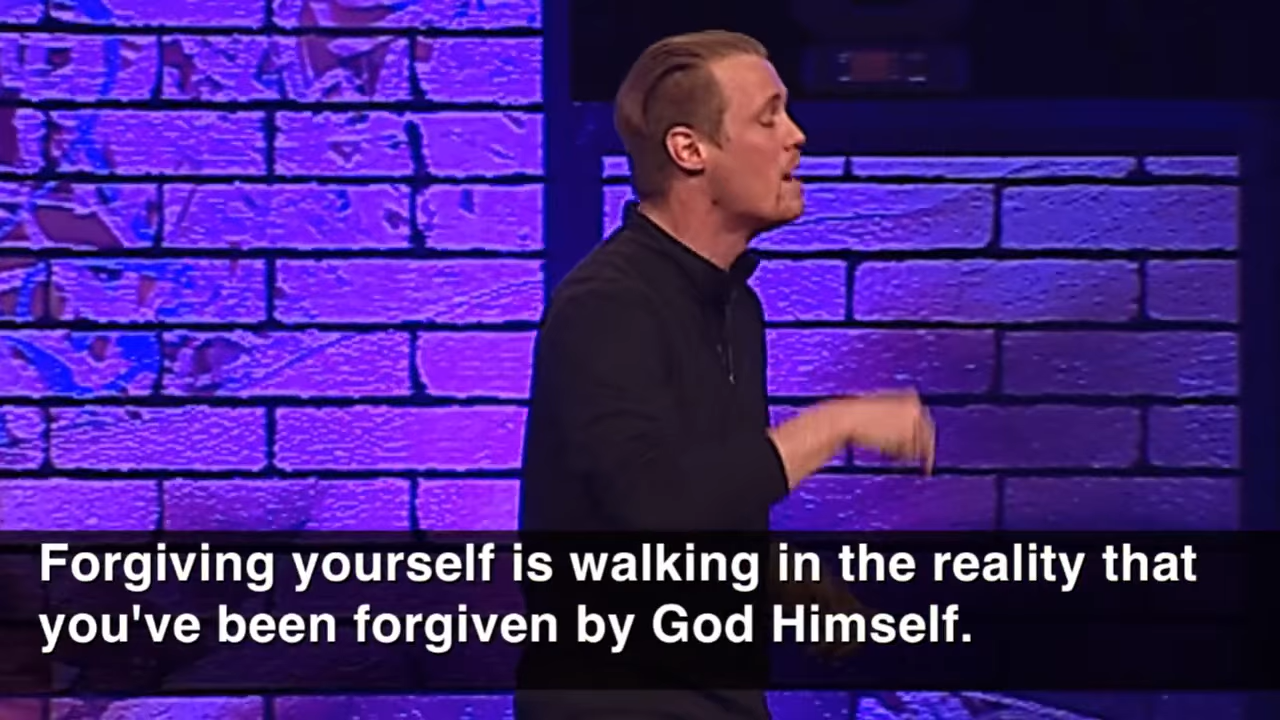 Forgiving yourself is walking in the reality that
you've been forgiven by God Himself.